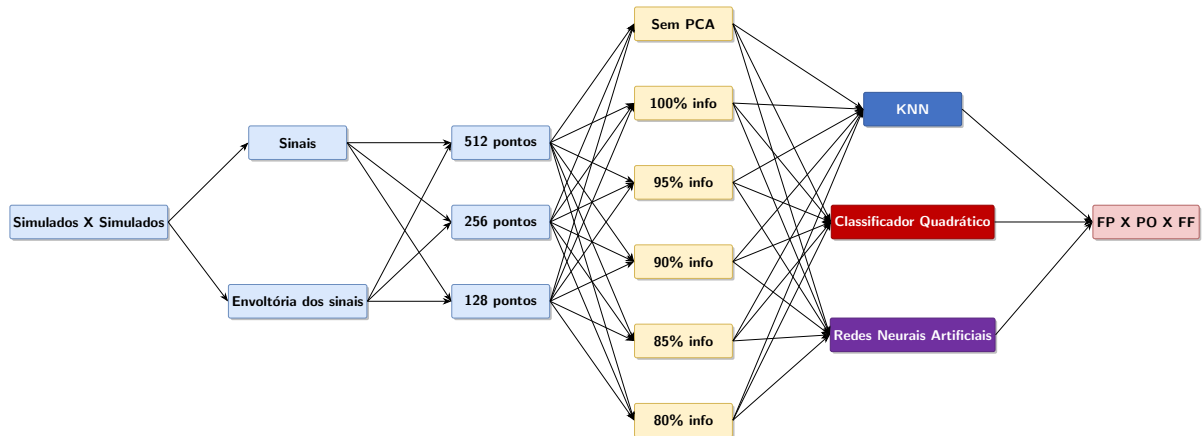 Simulados X Simulados
Sinais
Envoltória dos sinais
512 pontos
256 pontos
128 pontos
Sem PCA
100% info
95% info
90% info
85% info
80% info
KNN
Classificador Quadrático
Redes Neurais Artificiais
FP X PO X FF